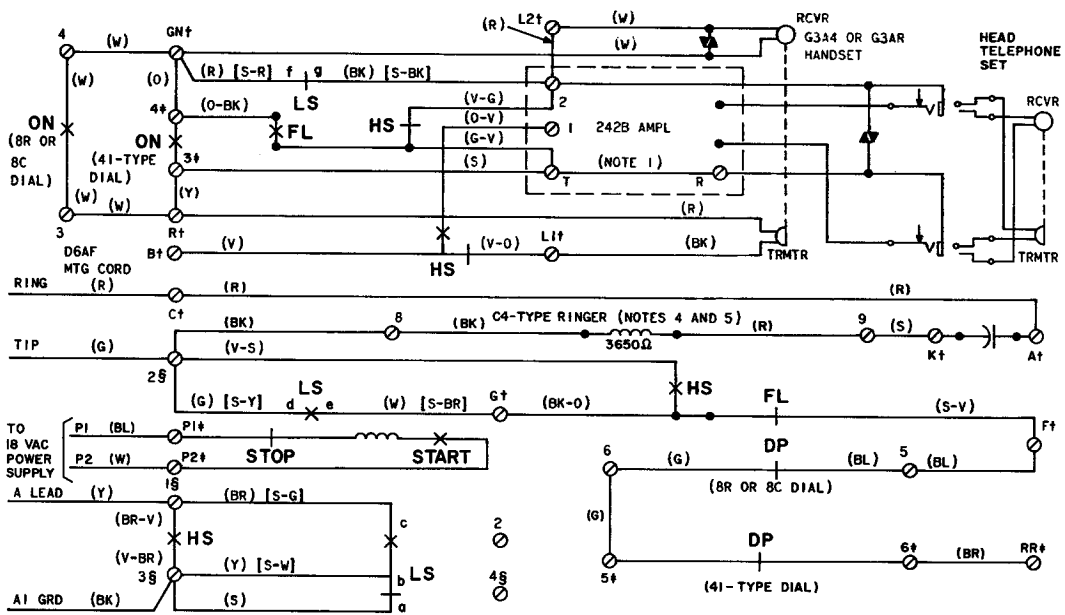 4 (W) GN† (R) L2† (W) RCVR
(W) G3A4 OR G3AR
HANDSET
HEAD
TELEPHONE
SET
(W) (O) (R) [S-R] f g (BK) [S-BK]
LS
RCVR
4‡ (O-BK) (V-G) 2
ON FL HS (O-V) 1 242B AMPL
(8R OR ON (G-V)
8C (41-TYPE 3‡ (S) T (NOTE 1) R
DIAL) DIAL)
(W) (Y)
3 (W) R† (R)
D6AF B† (V) HS (V-O) L1† (BK) TRMTR TRMTR
MTG CORD
RING (R) (R) (R)
C†
(BK) 8 (BK) C4-TYPE RINGER (NOTES 4 AND 5) (R) 9 (S)
3650Ω K† A†
TIP (G) (V-S)
2§
LS HS
(G) [S-Y] d e (W) [S-BR] G† (BK-O) FL (S-V)
F†
TO P1 (BL) P1‡
18 VAC STOP START
POWER P2 (W) P2‡
SUPPLY
6 (G) DP (BL) 5 (BL)
(8R OR 8C DIAL)
1§
A LEAD (Y) (BR) [S-G]
(BR-V) c 2 (G)
HS
(V-BR) DP
3§ (Y) [S-W] b LS 4§ 5‡ 6‡ (BR) RR‡
(41-TYPE DIAL)
A1 GRD (BK) (S) a